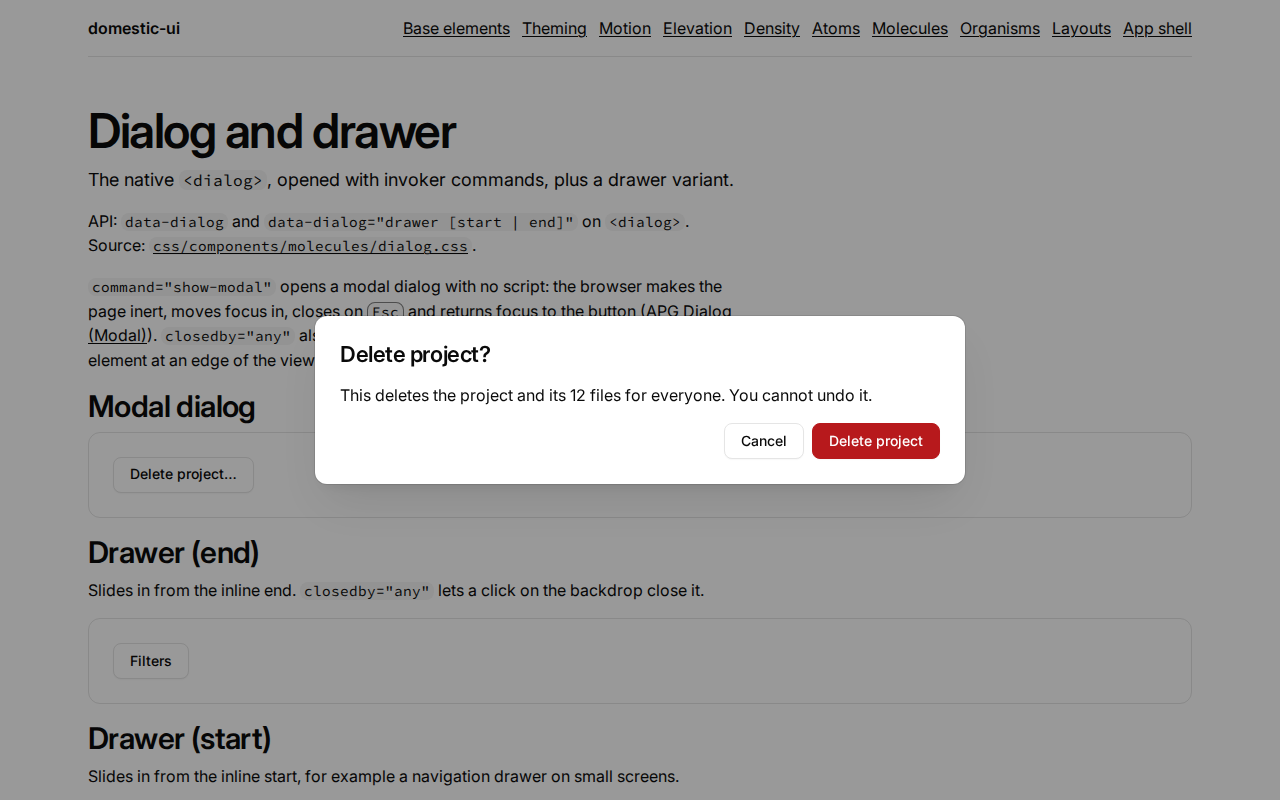 domestic-ui
Base elements Theming Motion Elevation Density Atoms Molecules Organisms Layouts App shell
Dialog and drawer
The native <dialog>, opened with invoker commands, plus a drawer variant.
API: data-dialog and data-dialog="drawer [start | end]" on <dialog>.
Source: css/components/molecules/dialog.css.
command="show-modal" opens a modal dialog with no script: the browser makes the
page inert, moves focus in, closes on Esc and returns focus to the button (APG Dialog
(Modal)). closedby="any"
element at an edge of the
Delete project?
This deletes the project and its 12 files for everyone. You cannot undo it.
Cancel Delete project
Modal dialog
Delete project...
Drawer (end)
Slides in from the inline end. closedby="any" lets a click on the backdrop close it.
Filters
Drawer (start)
Slides in from the inline start, for example a navigation drawer on small screens.